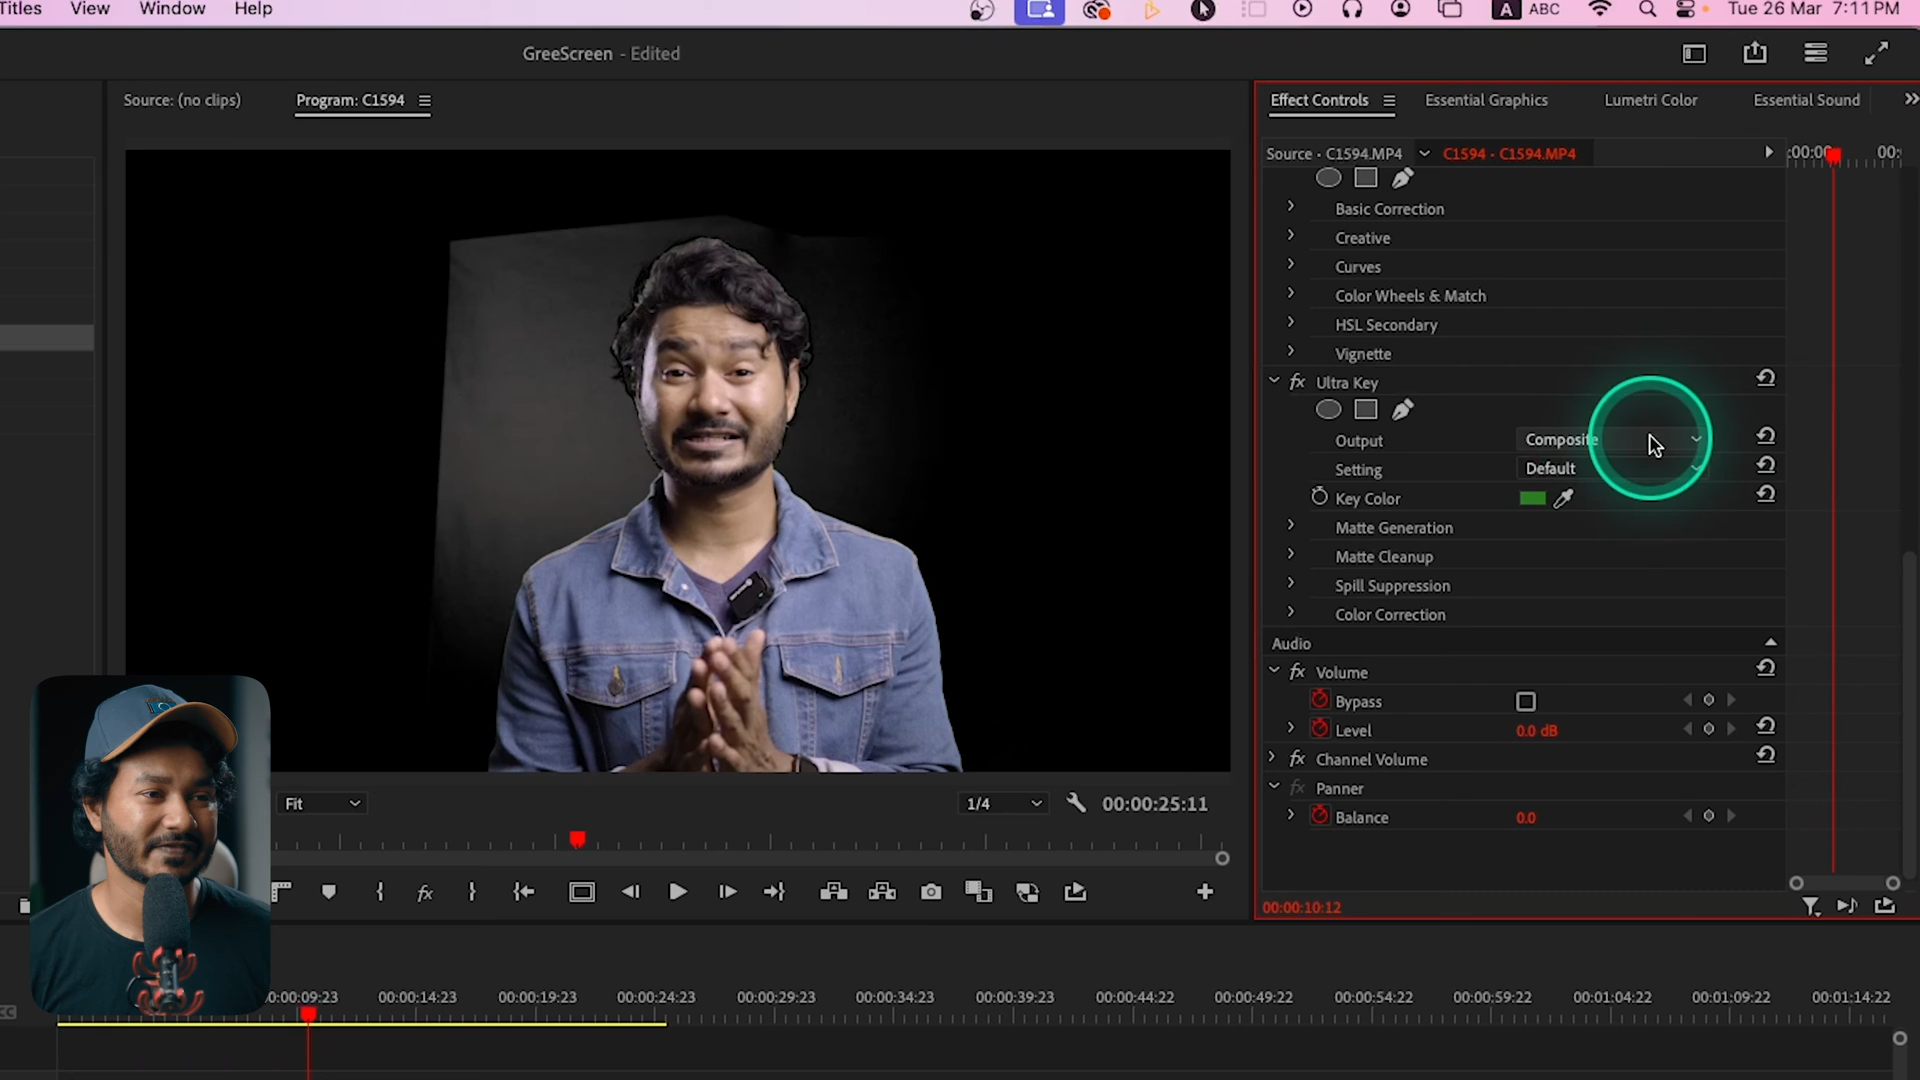 Titles View Window Help
A ABC Tue 26 Mar 7:11 PM
GreeScreen - Edited
Source: (no clips) Program: C1594
Effect Controls Essential Graphics Lumetri Color Essential Sound
Source - C1594.MP4 C1594 - C1594.MP4 :00:00 00:
Basic Correction
Creative
Curves
Color Wheels & Match
HSL Secondary
Vignette
fx Ultra Key
Output Composite
Setting Default
Key Color
Matte Generation
Matte Cleanup
Spill Suppression
Color Correction
Audio
fx Volume
Bypass
Level 0.0 dB
fx Channel Volume
fx Panner
Balance 0.0
Fit 1/4 00:00:25:11
fx
00:00:10:12
:00:09:23 00:00:14:23 00:00:19:23 00:00:24:23 00:00:29:23 00:00:34:23 00:00:39:23 00:00:44:22 00:00:49:22 00:00:54:22 00:00:59:22 00:01:04:22 00:01:09:22 00:01:14:22